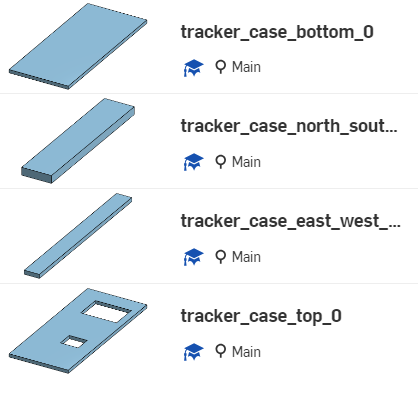 tracker_case_bottom_0
Main
tracker_case_north_sout...
Main
tracker_case_east_west_...
Main
tracker_case_top_0
Main